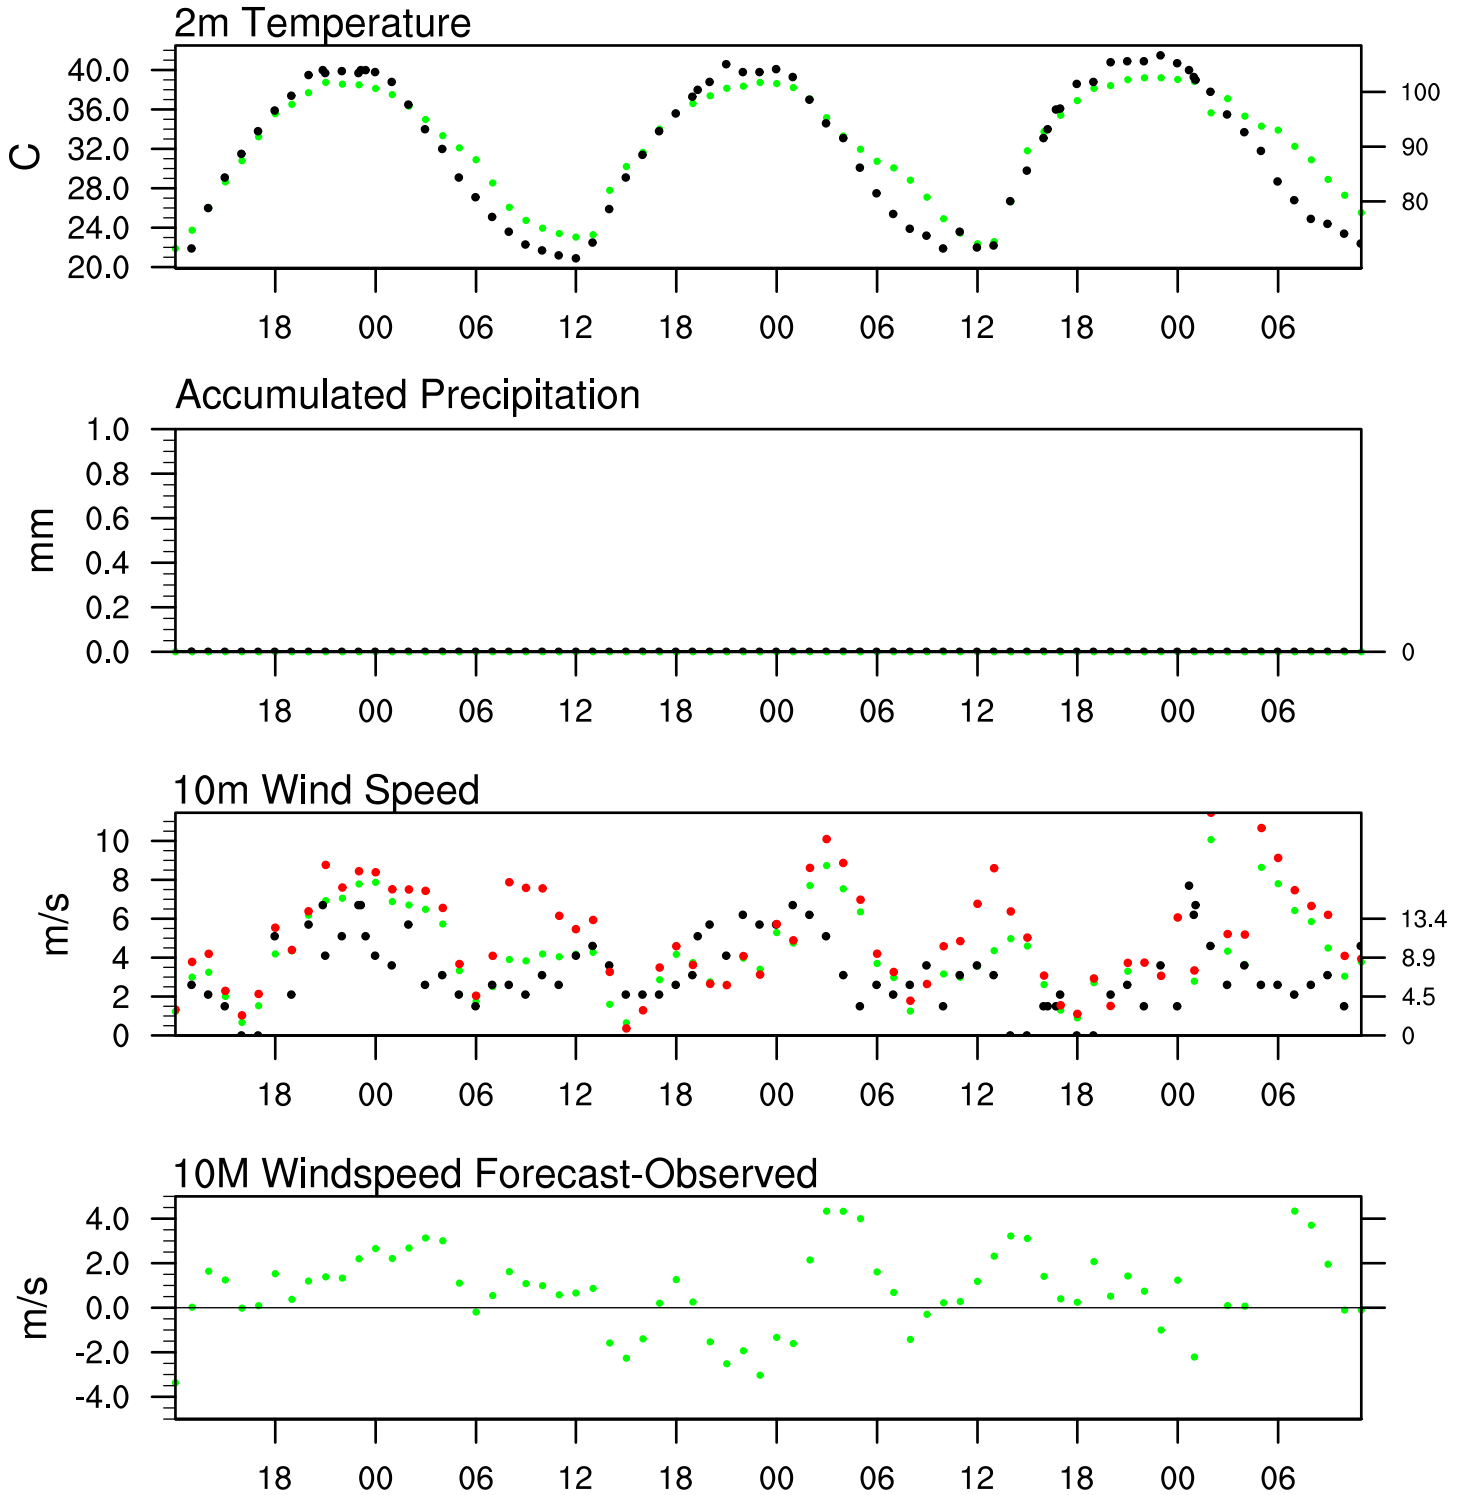 2m Temperature
C
40.0
36.0
32.0
28.0
24.0
20.0
100
90
80
18 00 06 12 18 00 06 12 18 00 06
Accumulated Precipitation
mm
1.0
0.8
0.6
0.4
0.2
0.0
0
18 00 06 12 18 00 06 12 18 00 06
10m Wind Speed
m/s
10
8
6
4
2
0
13.4
8.9
4.5
0
18 00 06 12 18 00 06 12 18 00 06
10M Windspeed Forecast-Observed
m/s
4.0
2.0
0.0
-2.0
-4.0
18 00 06 12 18 00 06 12 18 00 06